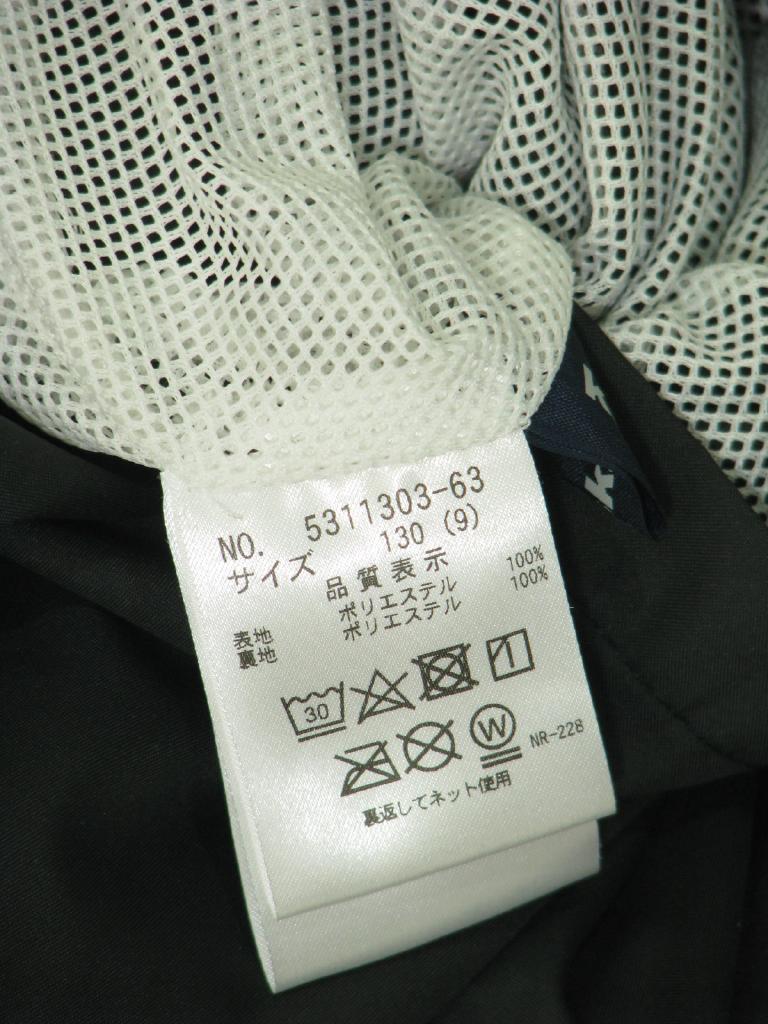 NO. 5311303-63
サイズ 130 (9)
品質表示
表地 ポリエステル 100%
裏地 ポリエステル 100%
30
W NR-228
裏返してネット使用